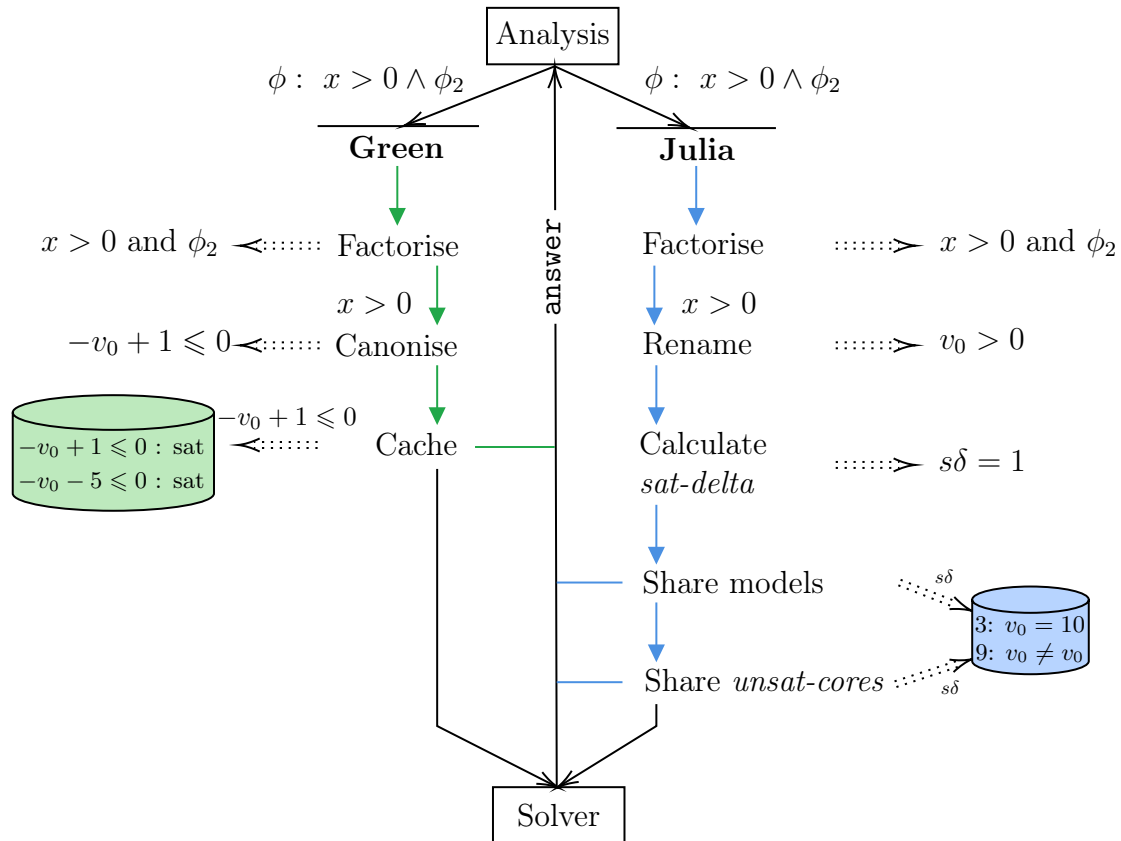 Analysis
ϕ : x > 0 ∧ ϕ₂
ϕ : x > 0 ∧ ϕ₂
Green
Julia
answer
x > 0 and ϕ₂
Factorise
Factorise
x > 0 and ϕ₂
x > 0
x > 0
−v₀ + 1 ⩽ 0
Canonise
Rename
v₀ > 0
−v₀ + 1 ⩽ 0
−v₀ + 1 ⩽ 0 : sat
−v₀ − 5 ⩽ 0 : sat
Cache
Calculate
sat-delta
sδ = 1
Share models
sδ
3: v₀ = 10
9: v₀ ≠ v₀
Share unsat-cores
sδ
Solver